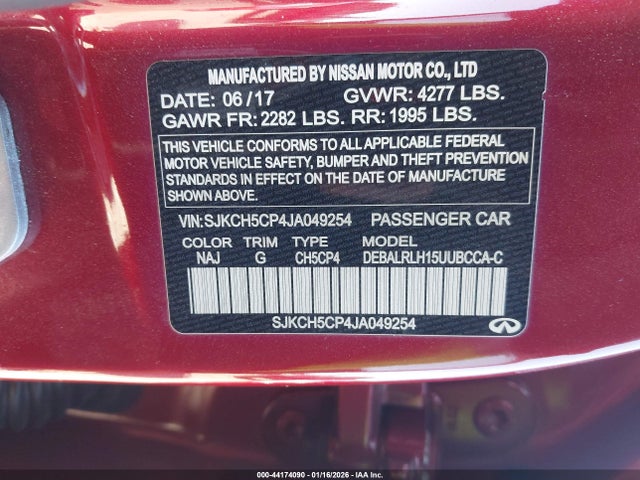 MANUFACTURED BY NISSAN MOTOR CO., LTD
DATE: 06/17 GVWR: 4277 LBS.
GAWR FR: 2282 LBS. RR: 1995 LBS.
THIS VEHICLE CONFORMS TO ALL APPLICABLE FEDERAL
MOTOR VEHICLE SAFETY, BUMPER AND THEFT PREVENTION
STANDARDS IN EFFECT ON THE DATE OF MANUFACTURE
SHOWN ABOVE.
VIN:SJKCH5CP4JA049254 PASSENGER CAR
COLOR TRIM TYPE MODEL
NAJ G CH5CP4 DEBALRLH15UUBCCA-C
SJKCH5CP4JA049254
000-44174090 - 01/16/2026 - IAA Inc.